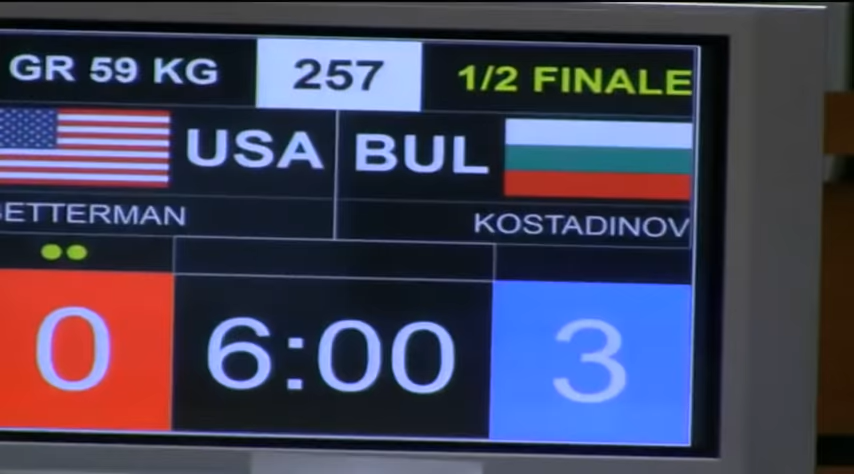 GR 59 KG 257 1/2 FINALE
USA BUL
ETTERMAN KOSTADINOV
0 6:00 3